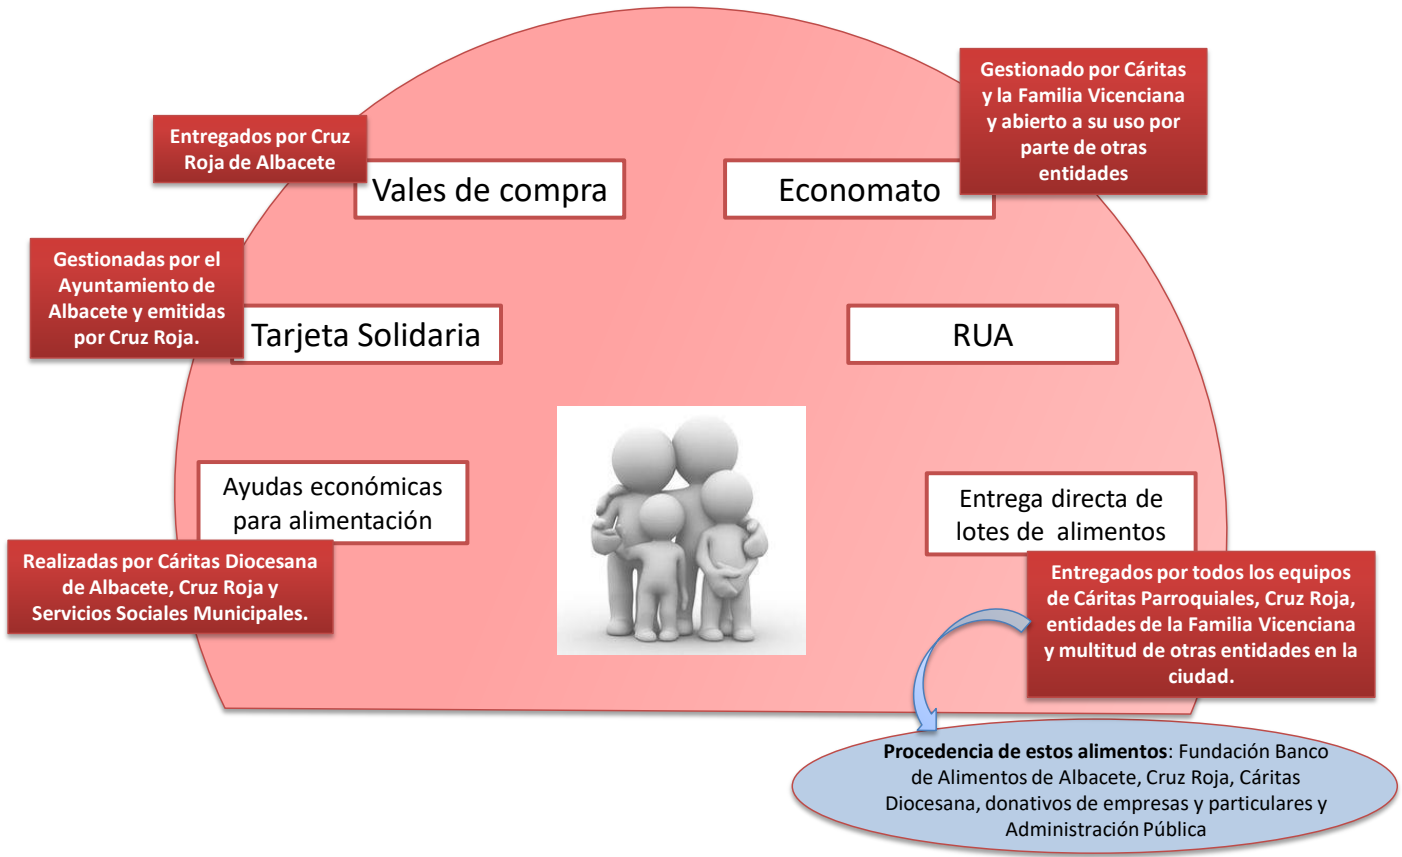 Gestionado por Cáritas
y la Familia Vicenciana
y abierto a su uso por
parte de otras
entidades
Entregados por Cruz
Roja de Albacete
Vales de compra
Economato
Gestionadas por el
Ayuntamiento de
Albacete y emitidas
por Cruz Roja.
Tarjeta Solidaria
RUA
Ayudas económicas
para alimentación
Entrega directa de
lotes de alimentos
Realizadas por Cáritas Diocesana
de Albacete, Cruz Roja y
Servicios Sociales Municipales.
Entregados por todos los equipos
de Cáritas Parroquiales, Cruz Roja,
entidades de la Familia Vicenciana
y multitud de otras entidades en la
ciudad.
Procedencia de estos alimentos: Fundación Banco
de Alimentos de Albacete, Cruz Roja, Cáritas
Diocesana, donativos de empresas y particulares y
Administración Pública